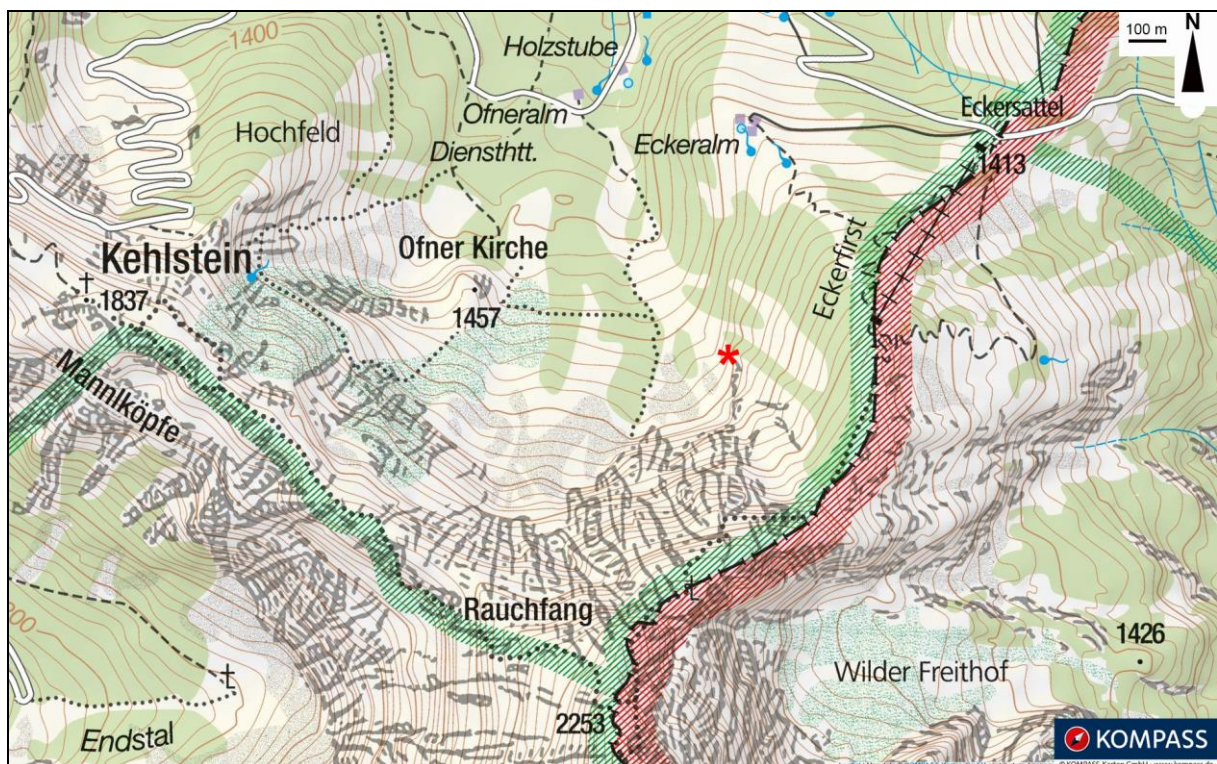 1400
Holzstube
100 m
N
Ofneralm
Eckersattel
Hochfeld
Diensthtt.
Eckeralm
1413
Kehlstein
Ofner Kirche
Eckerfirst
1837
1457
*
Mannlköpfe
Rauchfang
1426
Wilder Freithof
2253
Endstal
KOMPASS